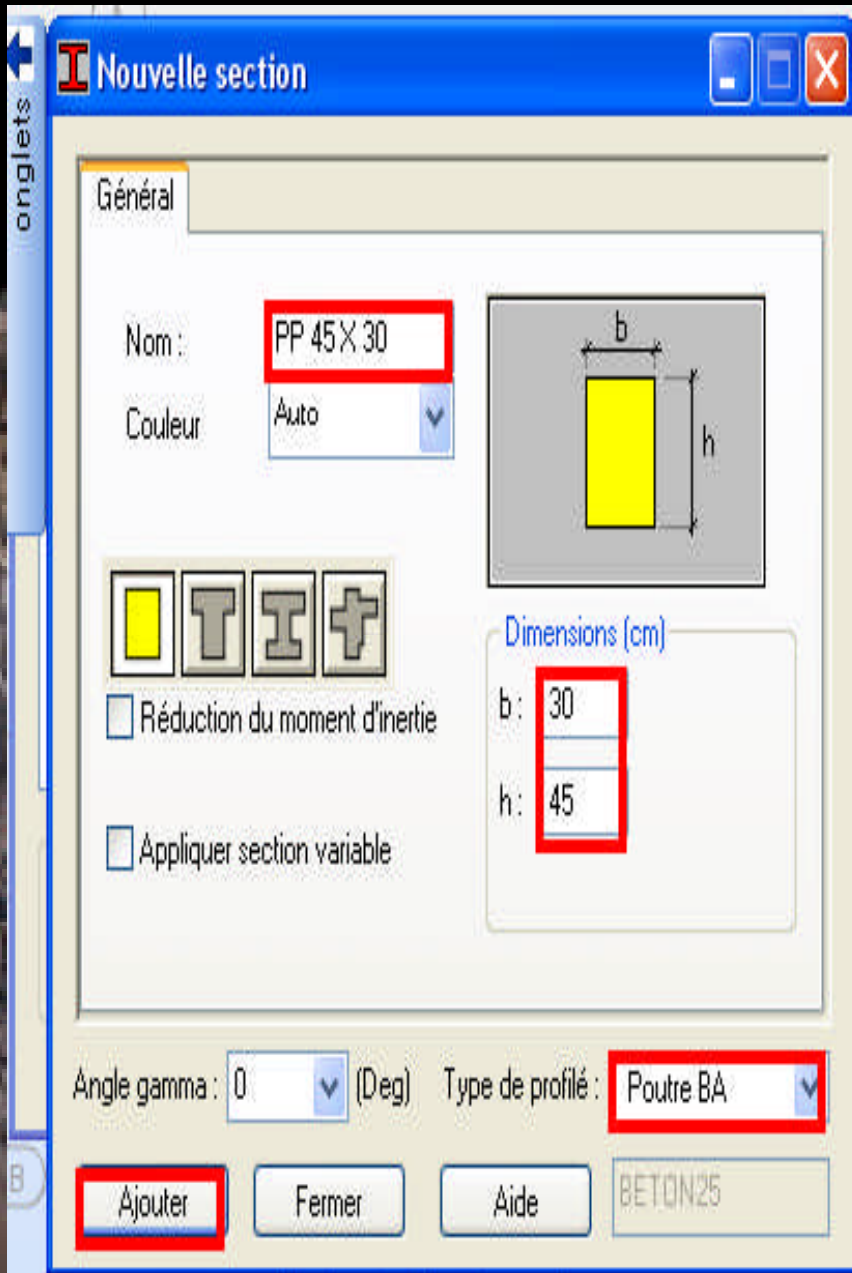 onglets
Nouvelle section
Général
Nom : PP 45 X 30
Couleur Auto
b
h
Réduction du moment d'inertie
Appliquer section variable
Dimensions (cm)
b : 30
h : 45
Angle gamma : 0 (Deg) Type de profilé : Poutre BA
B
Ajouter Fermer Aide BETON25